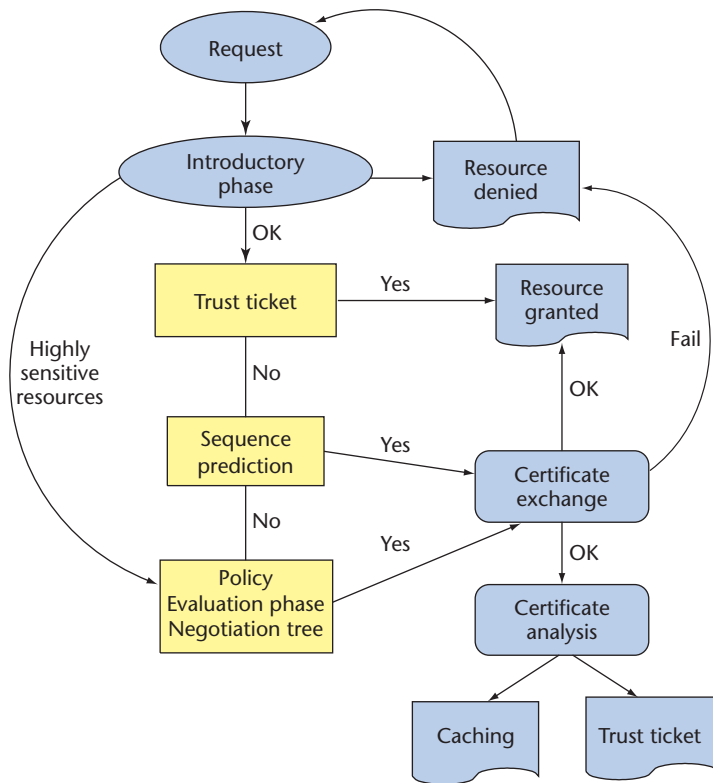 Request
Introductory
phase
Resource
denied
OK
Trust ticket
Yes
Resource
granted
Highly
sensitive
resources
No
Fail
OK
Sequence
prediction
Yes
Certificate
exchange
No
Yes
OK
Policy
Evaluation phase
Negotiation tree
Certificate
analysis
Caching
Trust ticket